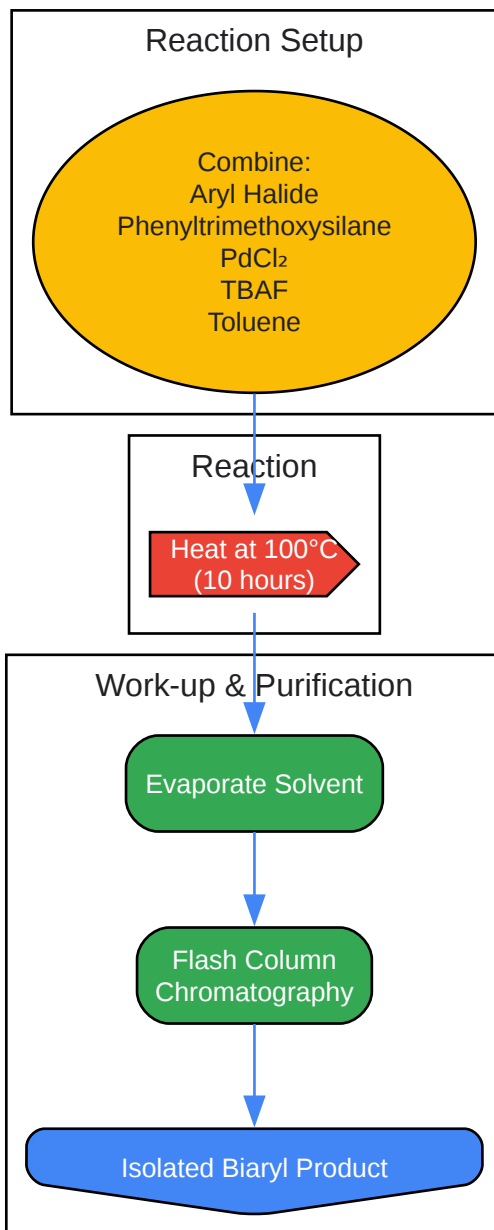 Reaction Setup
Combine:
Aryl Halide
Phenyltrimethoxysilane
PdCl₂
TBAF
Toluene
Reaction
Heat at 100°C
(10 hours)
Work-up & Purification
Evaporate Solvent
Flash Column
Chromatography
Isolated Biaryl Product